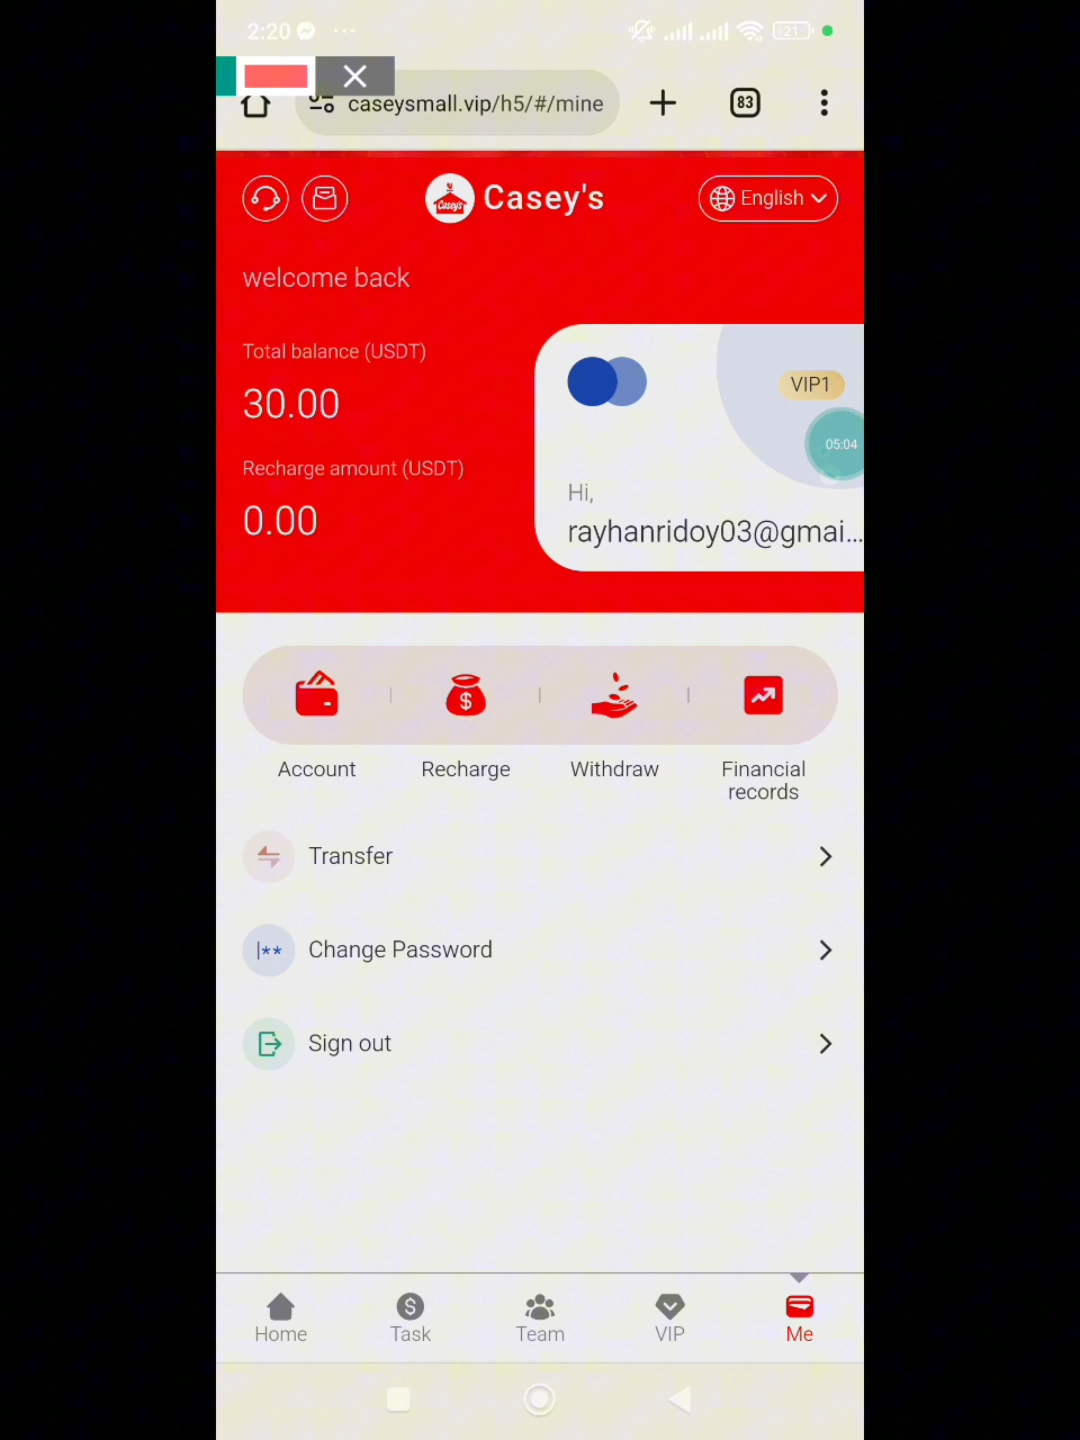 2:20
21
caseysmall.vip/h5/#/mine
83
Casey's
Casey's
English
welcome back
Total balance (USDT)
30.00
VIP1
05:04
Recharge amount (USDT)
0.00
Hi,
rayhanridoy03@gmai...
$
Account
Recharge
Withdraw
Financial
records
Transfer
|**
Change Password
Sign out
$
Home
Task
Team
VIP
Me